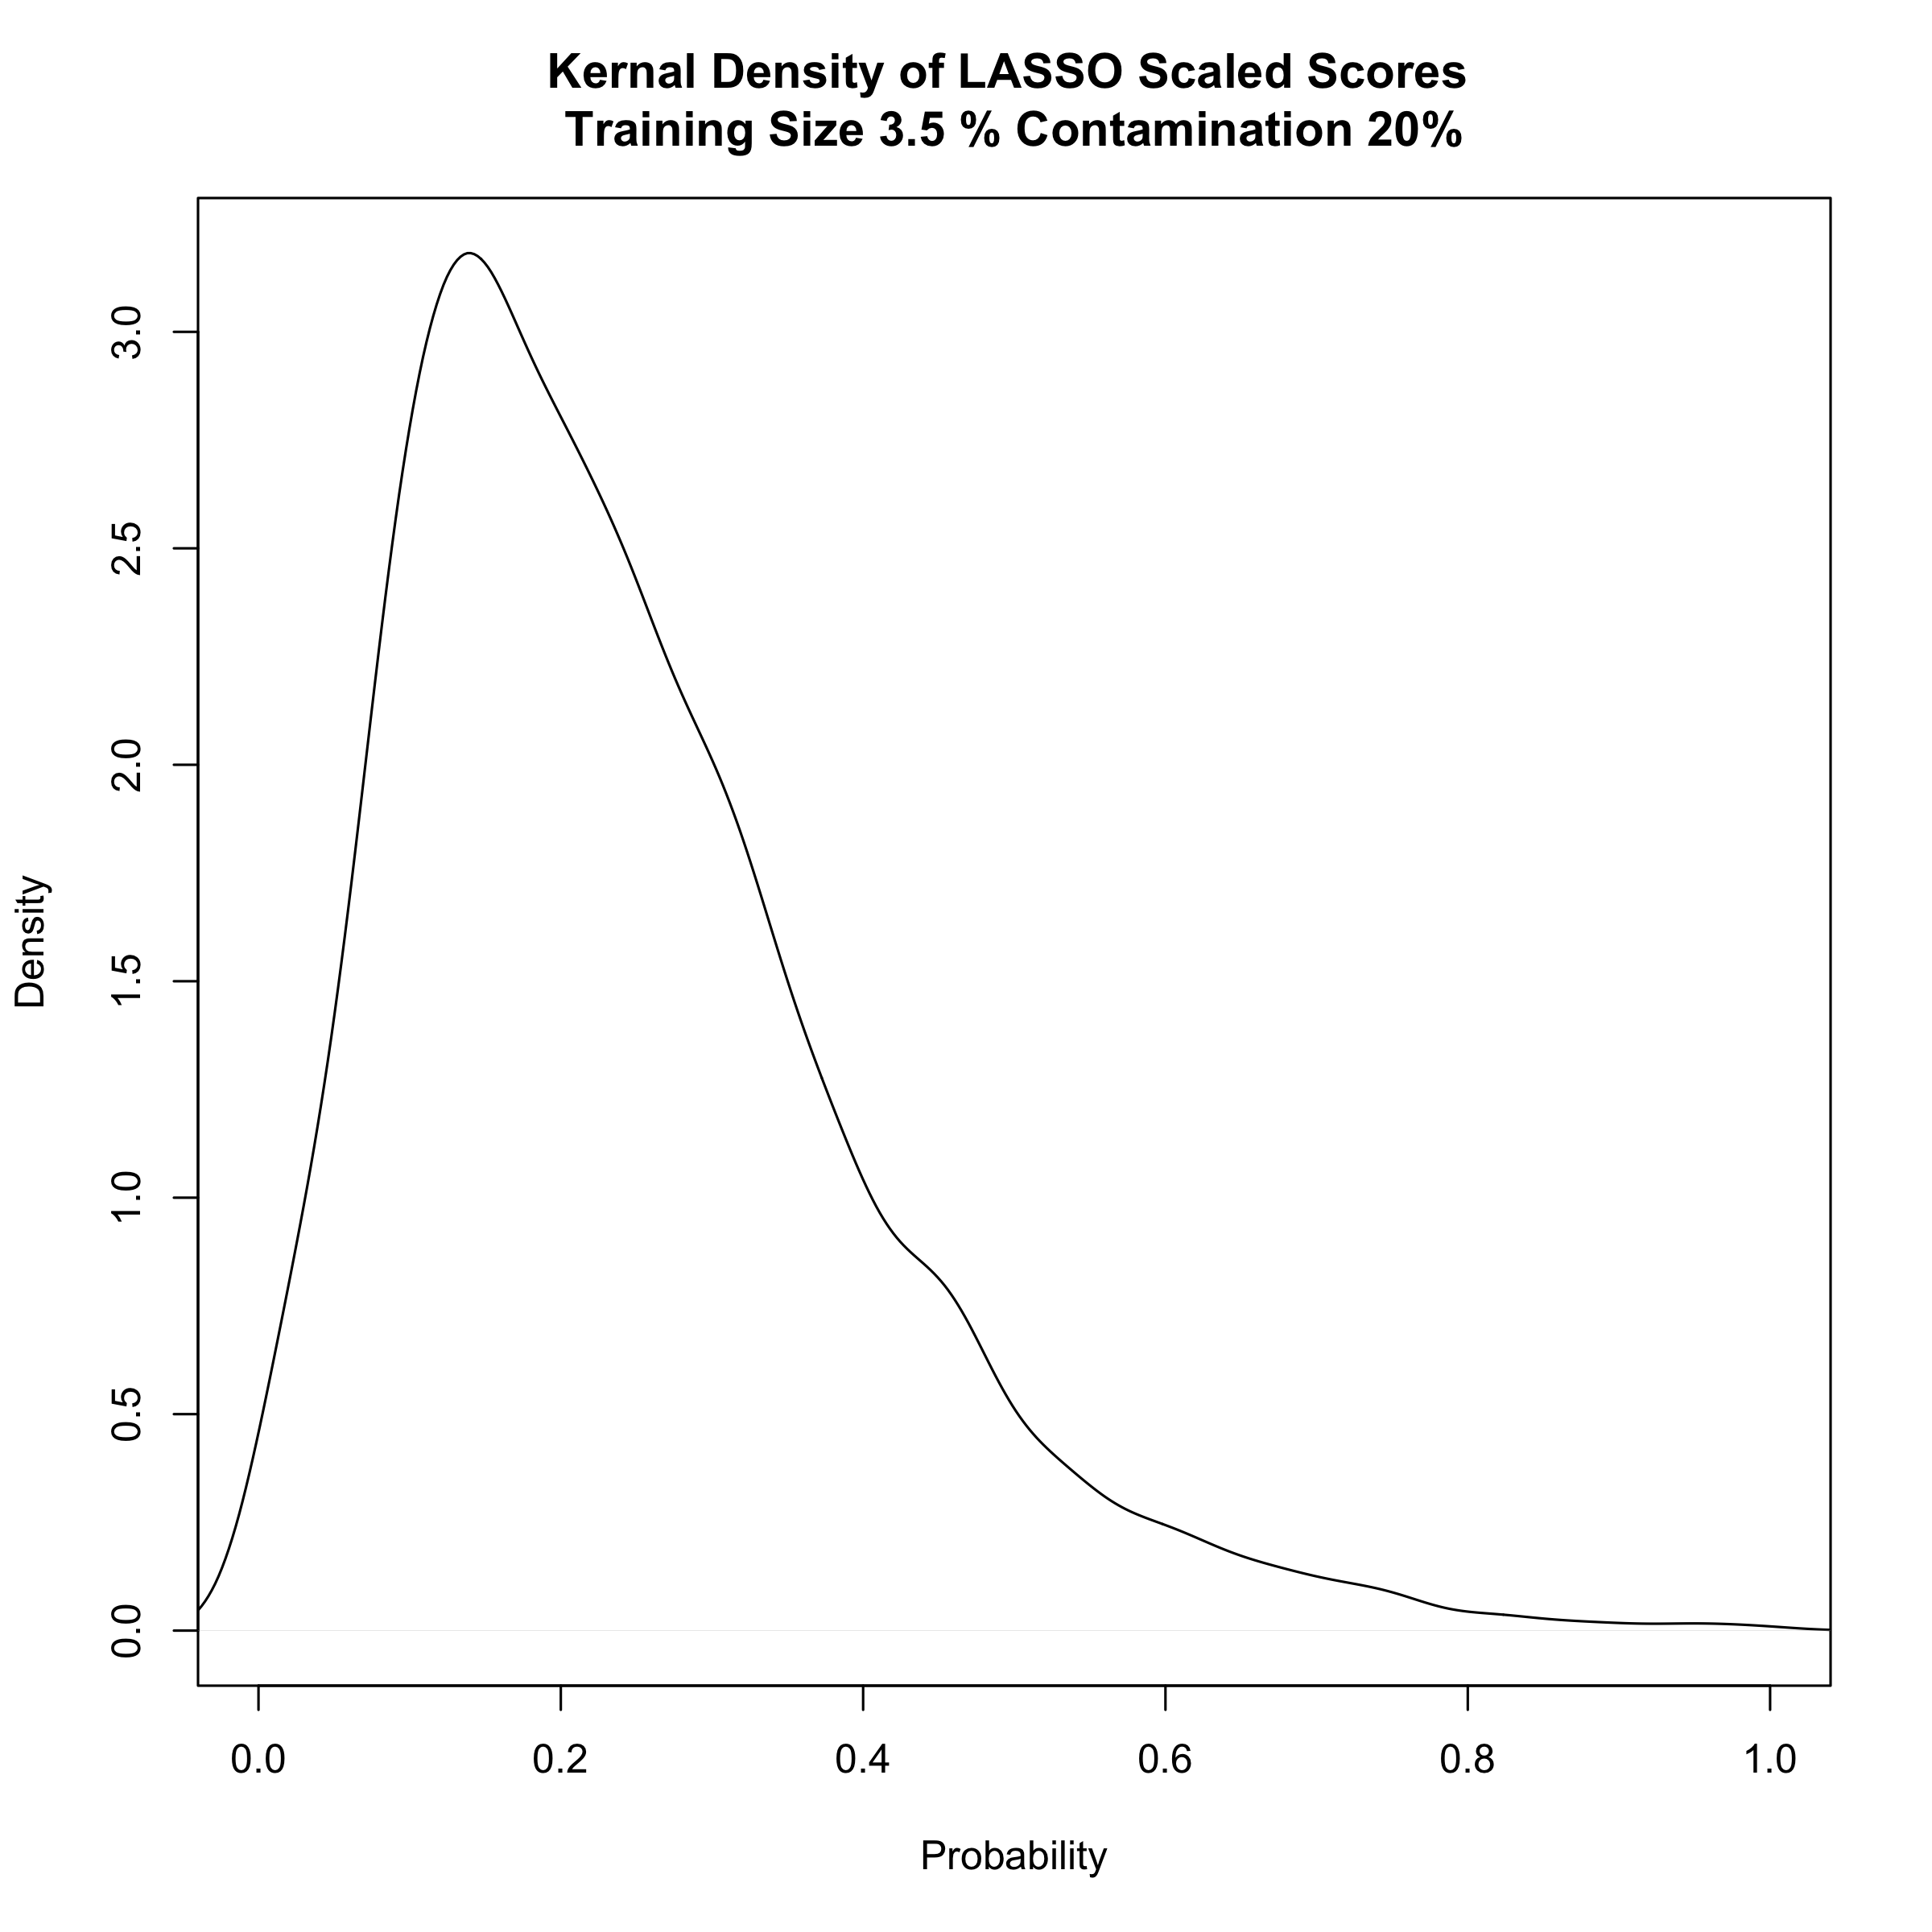 Kernal Density of LASSO Scaled Scores
Training Size 3.5 % Contamination 20%
Density
3.0
2.5
2.0
1.5
1.0
0.5
0.0
0.0 0.2 0.4 0.6 0.8 1.0
Probability